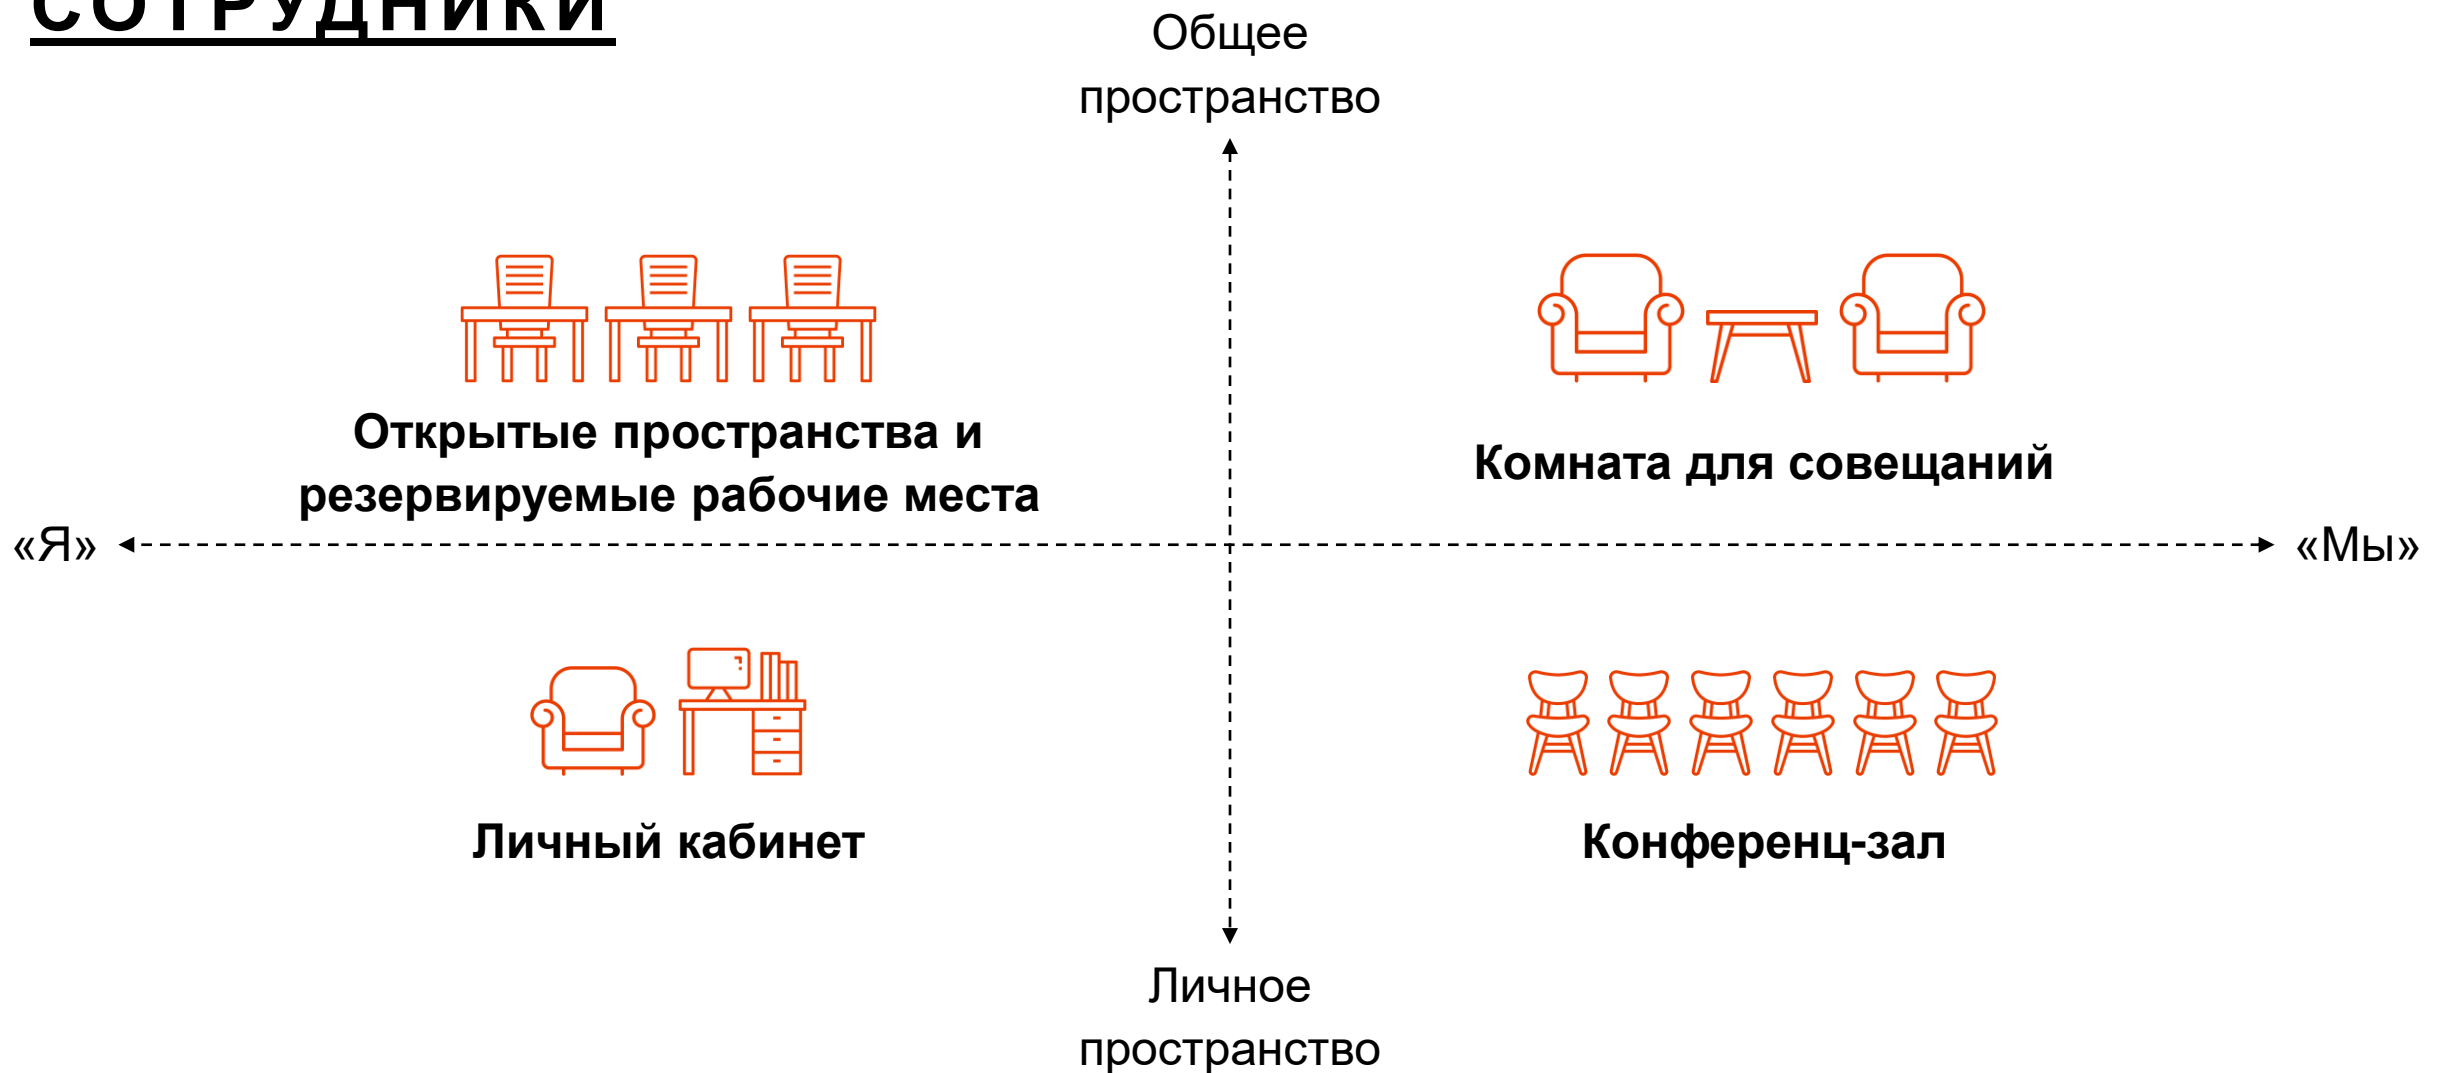 СОТРУДНИКИ
Общее
пространство
Открытые пространства и
резервируемые рабочие места
Комната для совещаний
«Я»
«Мы»
Личный кабинет
Конференц-зал
Личное
пространство